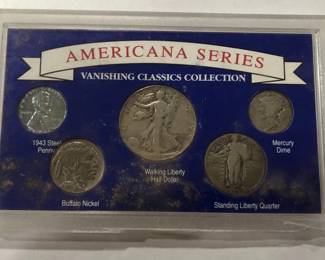 AMERICANA SERIES
VANISHING CLASSICS COLLECTION
1943 Steel
Penny
Mercury
Dime
Walking Liberty
Half Dollar
Buffalo Nickel
Standing Liberty Quarter